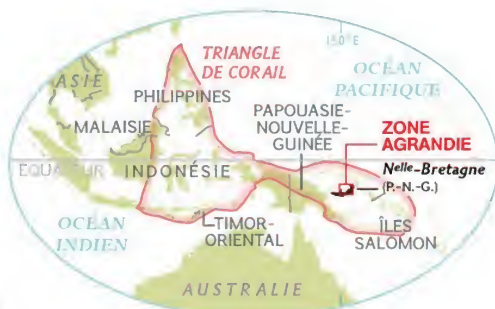 150°E
TRIANGLE
DE CORAIL
OCÉAN
PACIFIQUE
ASIE
PHILIPPINES
PAPOUASIE-
NOUVELLE-
GUINÉE
MALAISIE
ZONE
AGRANDIE
ÉQUATEUR
INDONÉSIE
Nelle-Bretagne
(P.-N.-G.)
OCÉAN
INDIEN
TIMOR-
ORIENTAL
ÎLES
SALOMON
AUSTRALIE